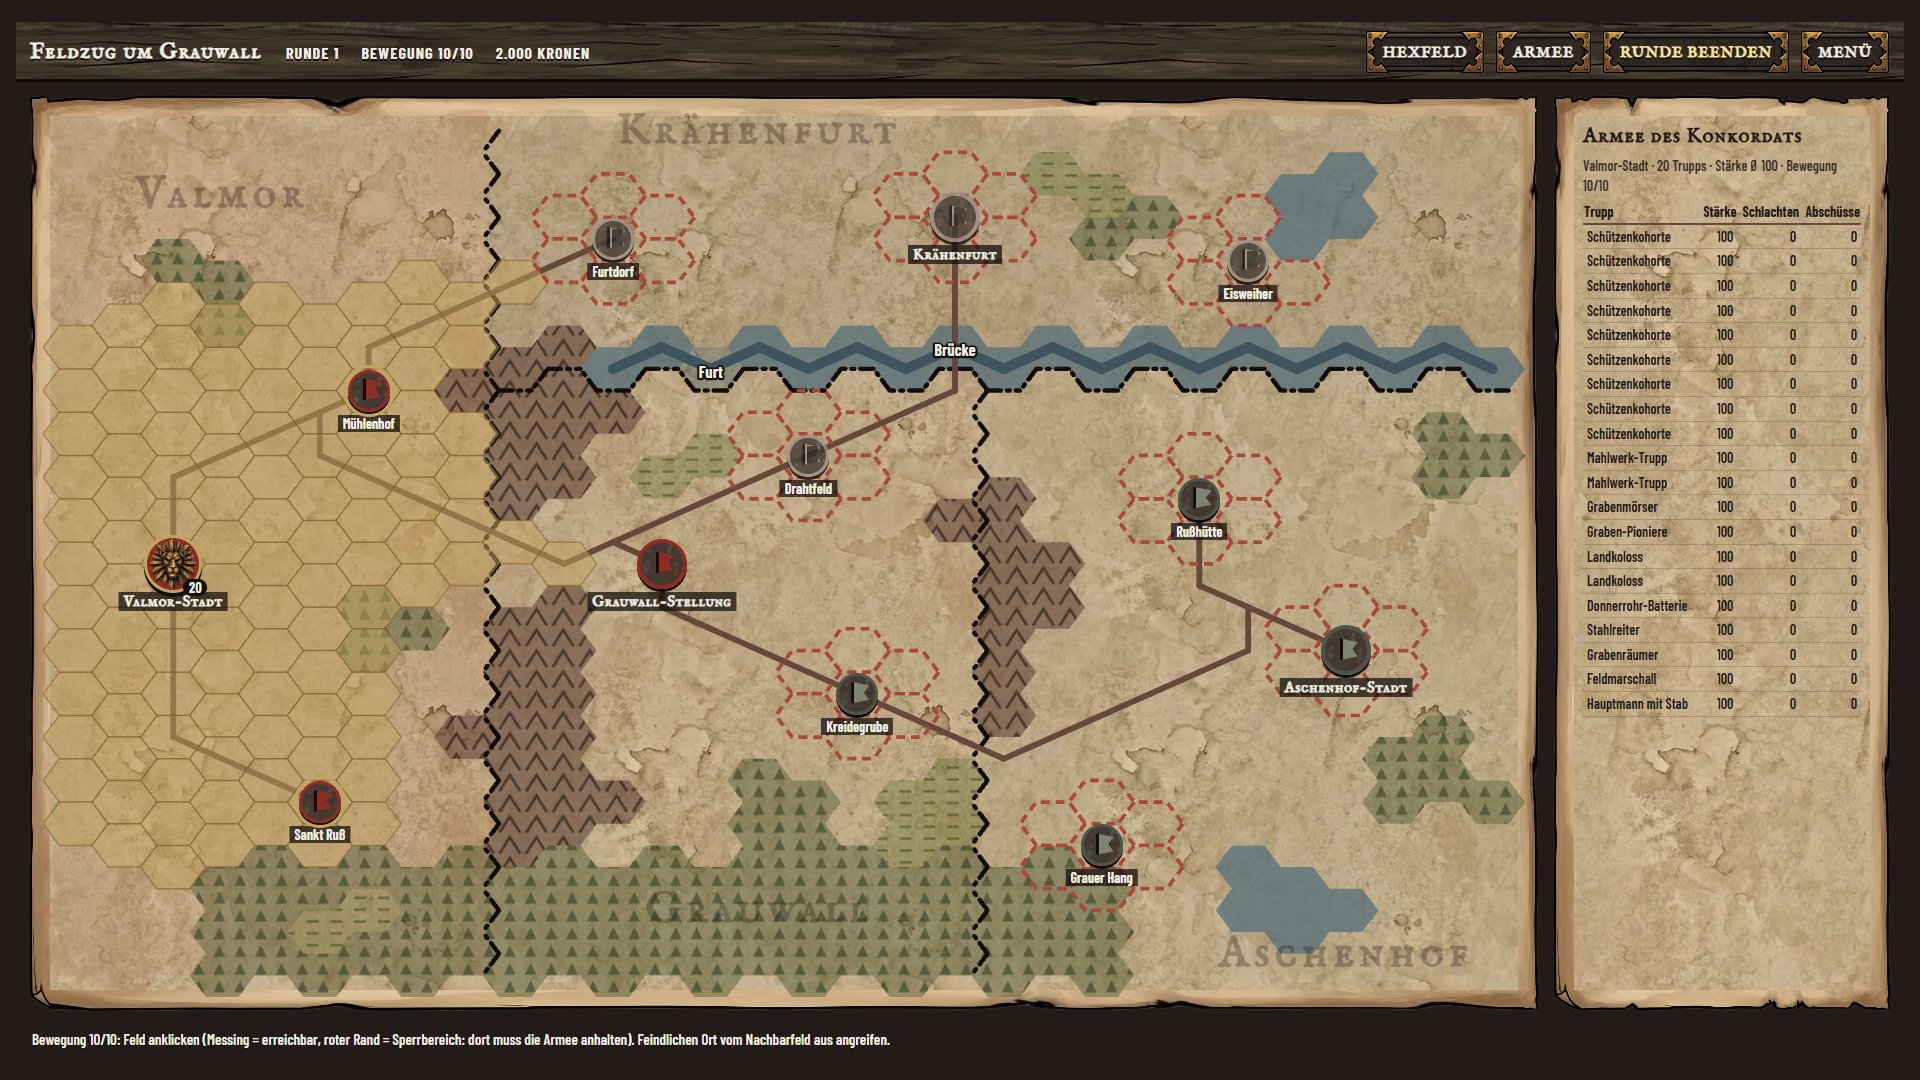 Feldzug um Grauwall RUNDE 1 BEWEGUNG 10/10 2.000 KRONEN HEXFELD ARMEE RUNDE BEENDEN MENÜ
Krähenfurt
Valmor
Furtdorf
Krähenfurt
Eisweiher
Brücke
Furt
Mühlenhof
Drahtfeld
Rußhütte
20
Valmor-Stadt
Grauwall-Stellung
Aschenhof-Stadt
Kreidegrube
Sankt Ruß
Grauer Hang
Grauwall
Aschenhof
Armee des Konkordats
Valmor-Stadt · 20 Trupps · Stärke Ø 100 · Bewegung
10/10
Trupp Stärke Schlachten Abschüsse
Schützenkohorte 100 0 0
Schützenkohorte 100 0 0
Schützenkohorte 100 0 0
Schützenkohorte 100 0 0
Schützenkohorte 100 0 0
Schützenkohorte 100 0 0
Schützenkohorte 100 0 0
Schützenkohorte 100 0 0
Schützenkohorte 100 0 0
Mahlwerk-Trupp 100 0 0
Mahlwerk-Trupp 100 0 0
Grabenmörser 100 0 0
Graben-Pioniere 100 0 0
Landkoloss 100 0 0
Landkoloss 100 0 0
Donnerrohr-Batterie 100 0 0
Stahlreiter 100 0 0
Grabenräumer 100 0 0
Feldmarschall 100 0 0
Hauptmann mit Stab 100 0 0
Bewegung 10/10: Feld anklicken (Messing = erreichbar, roter Rand = Sperrbereich: dort muss die Armee anhalten). Feindlichen Ort vom Nachbarfeld aus angreifen.